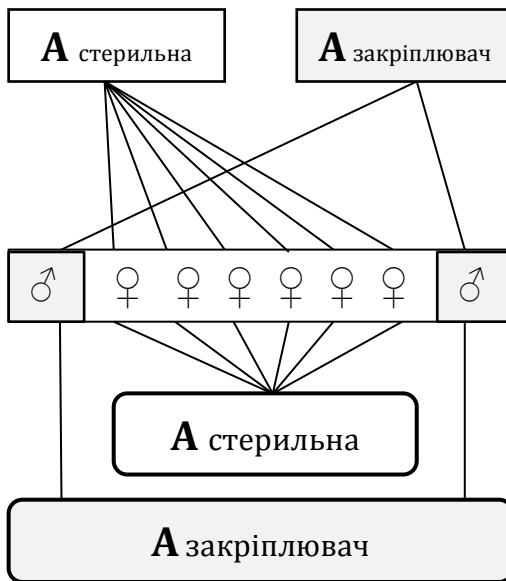 А стерильна
А закріплювач
♂ ♀ ♀ ♀ ♀ ♀ ♀ ♂
А стерильна
А закріплювач